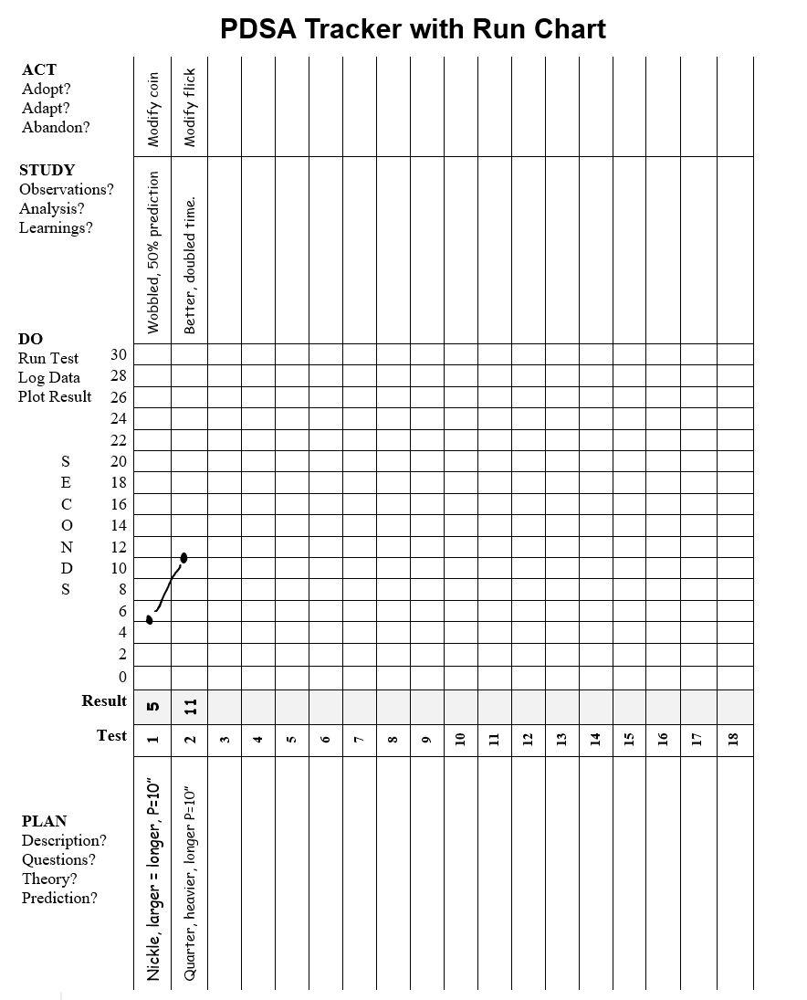 PDSA Tracker with Run Chart
ACT
Adopt?
Adapt?
Abandon?
Modify coin
Modify flick
STUDY
Observations?
Analysis?
Learnings?
Wobbled, 50% prediction
Better, doubled time.
DO
Run Test
Log Data
Plot Result
30
28
26
24
22
20
18
16
14
12
10
8
6
4
2
0
SECONDS
Result 5 11
Test 1 2 3 4 5 6 7 8 9 10 11 12 13 14 15 16 17 18
PLAN
Description?
Questions?
Theory?
Prediction?
Nickle, larger = longer, P=10”
Quarter, heavier, longer P=10”